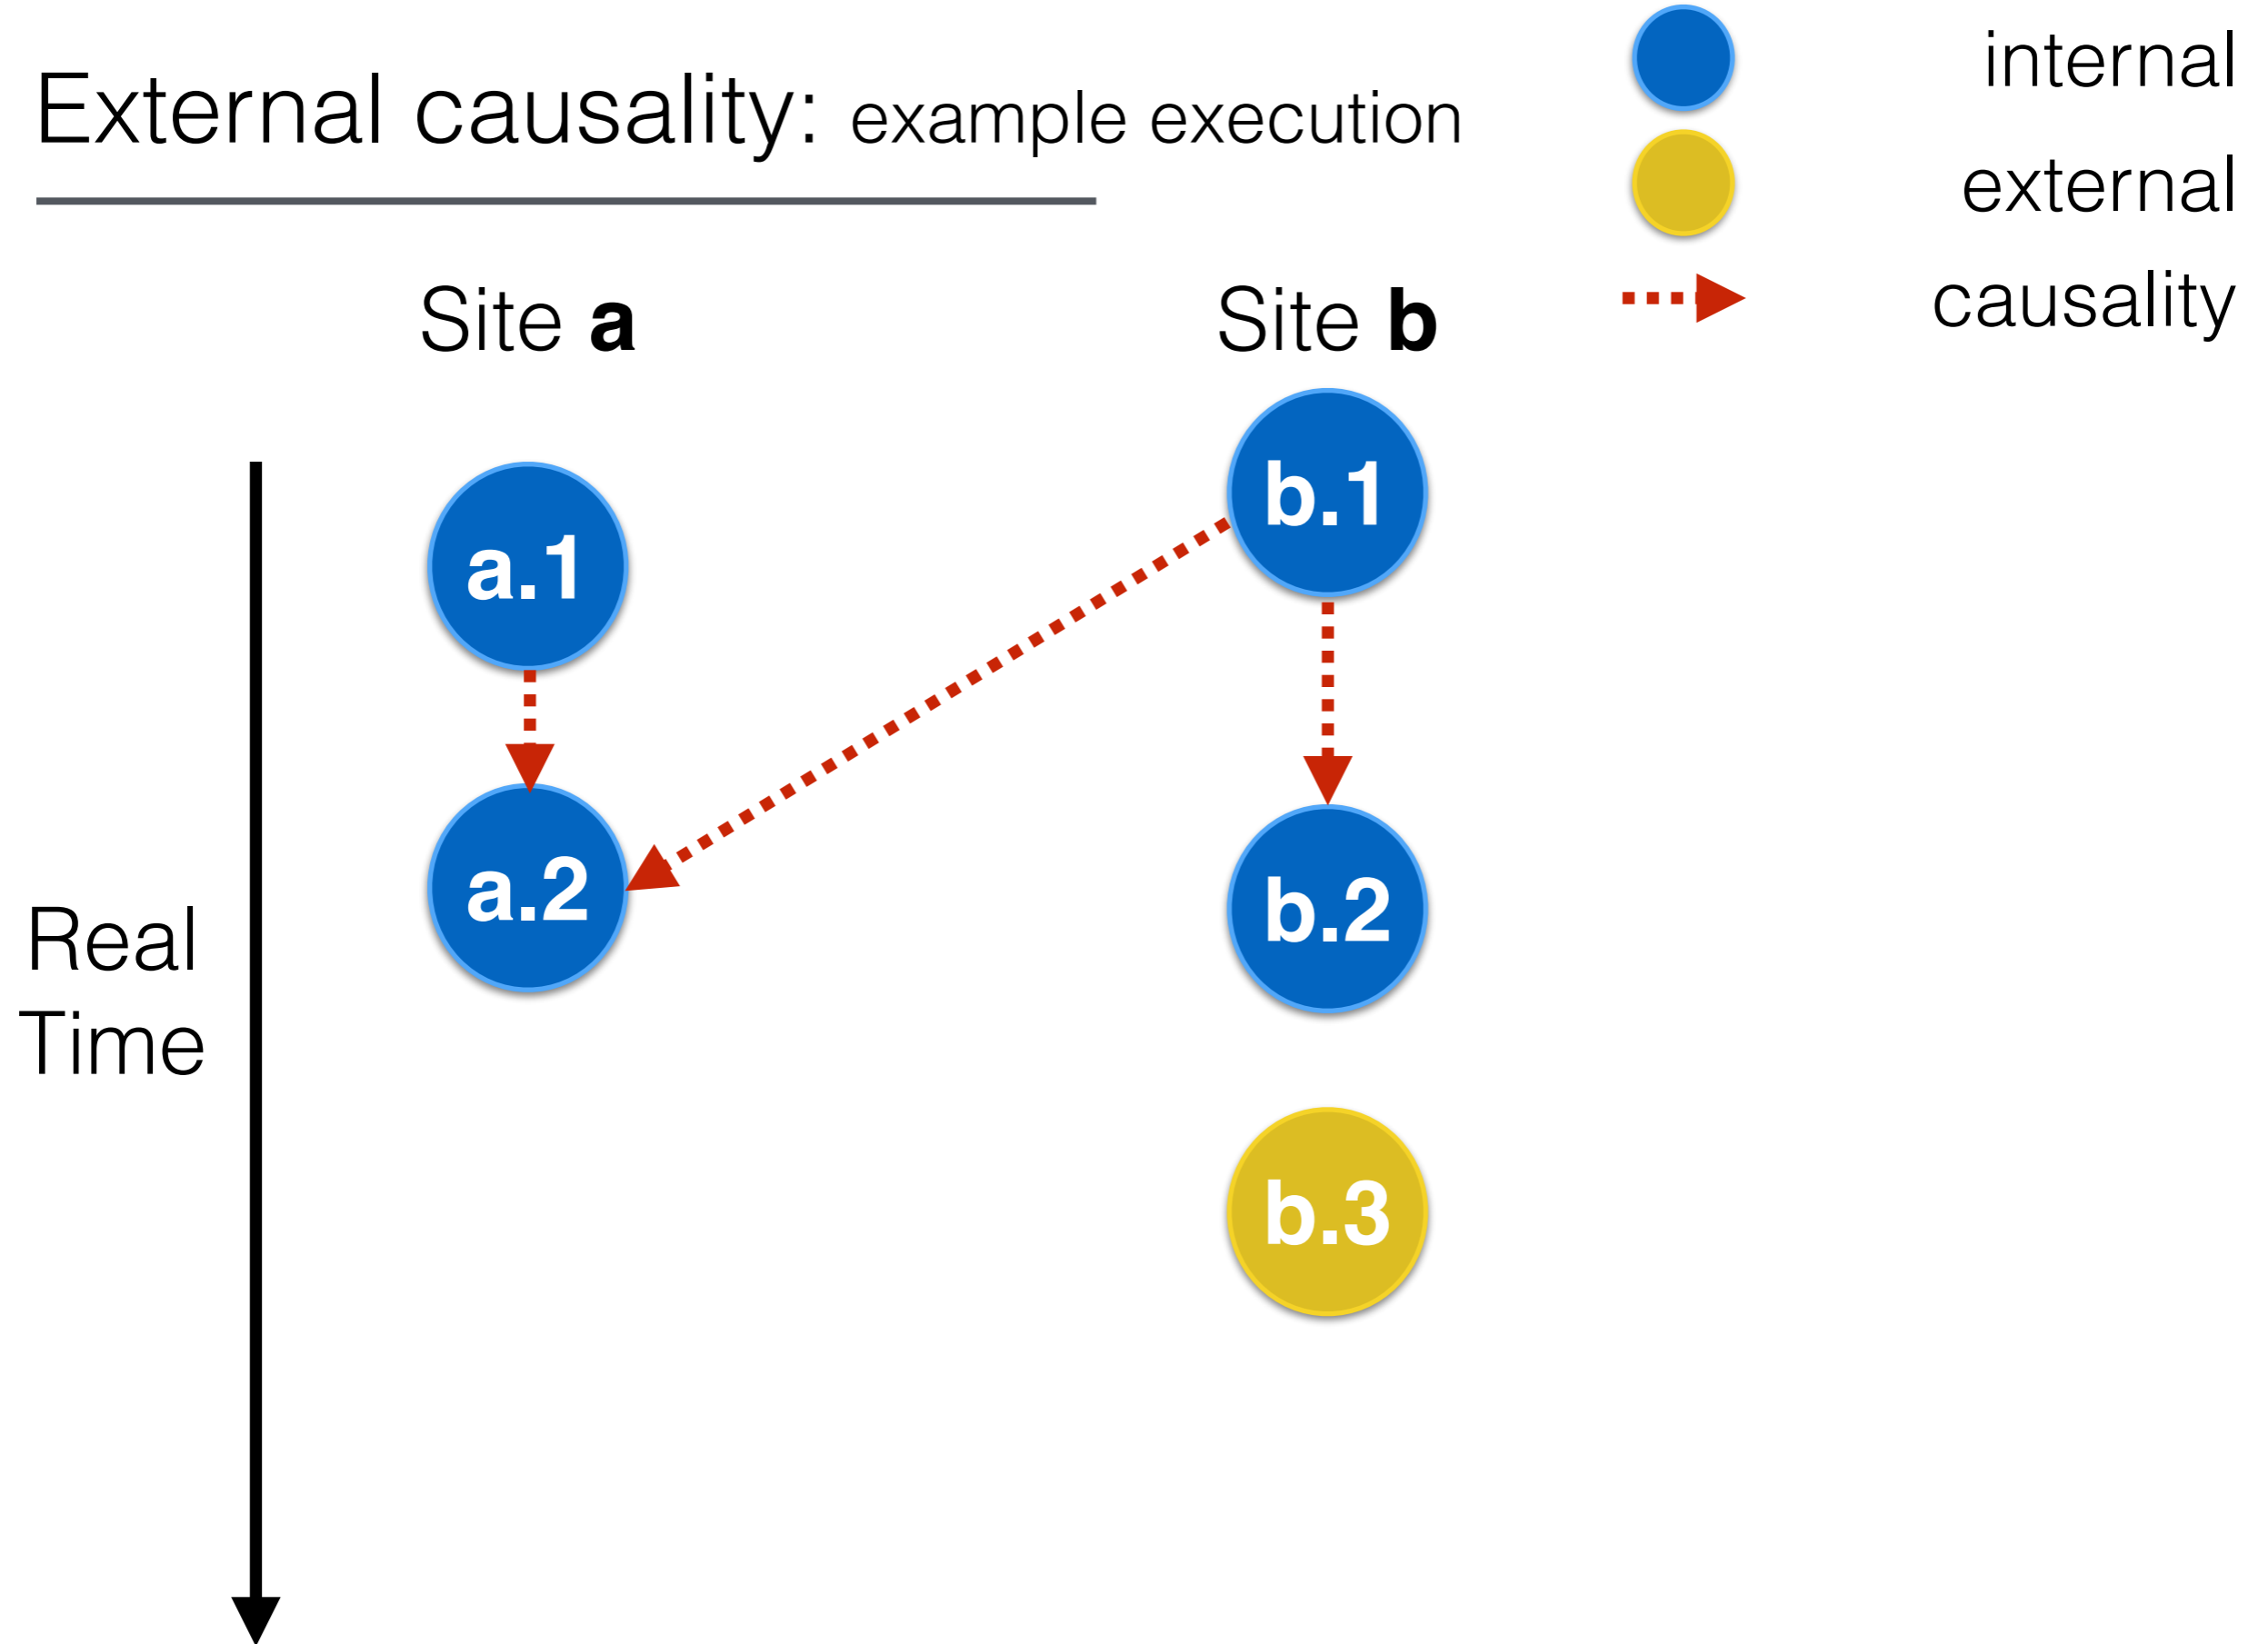 External causality: example execution
internal
external
causality
Site a
Site b
a.1
b.1
a.2
b.2
Real
Time
b.3